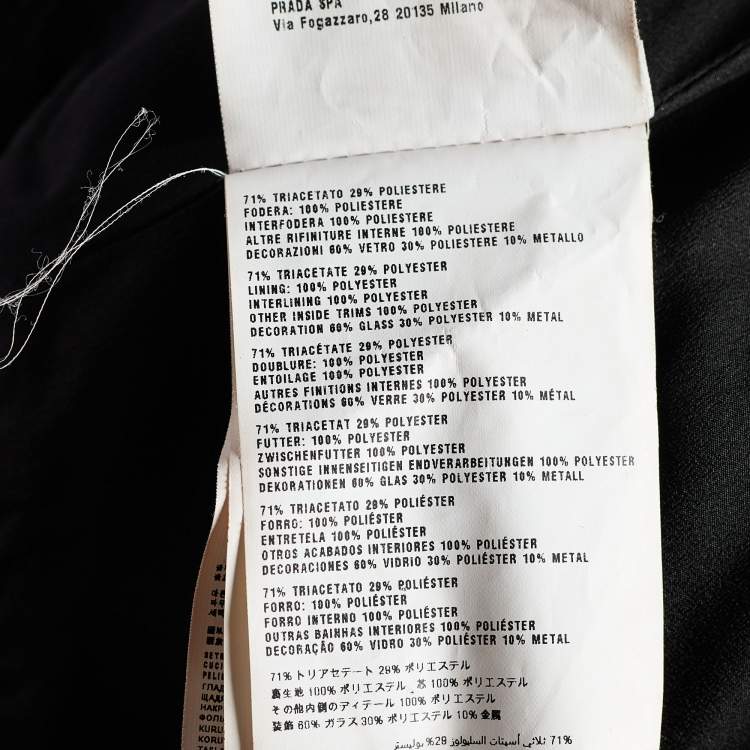 PRADA SPA
Via Fogazzaro,28 20135 Milano
71% TRIACETATO 29% POLIESTERE
FODERA: 100% POLIESTERE
INTERFODERA 100% POLIESTERE
ALTRE RIFINITURE INTERNE 100% POLIESTERE
DECORAZIONI 60% VETRO 30% POLIESTERE 10% METALLO
71% TRIACETATE 29% POLYESTER
LINING: 100% POLYESTER
INTERLINING 100% POLYESTER
OTHER INSIDE TRIMS 100% POLYESTER
DECORATION 60% GLASS 30% POLYESTER 10% METAL
71% TRIACÉTATE 29% POLYESTER
DOUBLURE: 100% POLYESTER
ENTOILAGE 100% POLYESTER
AUTRES FINITIONS INTERNES 100% POLYESTER
DÉCORATIONS 60% VERRE 30% POLYESTER 10% MÉTAL
71% TRIACETAT 29% POLYESTER
FUTTER: 100% POLYESTER
ZWISCHENFUTTER 100% POLYESTER
SONSTIGE INNENSEITIGEN ENDVERARBEITUNGEN 100% POLYESTER
DEKORATIONEN 60% GLAS 30% POLYESTER 10% METALL
71% TRIACETATO 29% POLIÉSTER
FORRO: 100% POLIÉSTER
ENTRETELA 100% POLIÉSTER
OTROS ACABADOS INTERIORES 100% POLIÉSTER
DECORACIONES 60% VIDRIO 30% POLIÉSTER 10% METAL
71% TRIACETATO 29% POLIÉSTER
FORRO: 100% POLIÉSTER
FORRO INTERNO 100% POLIÉSTER
OUTRAS BAINHAS INTERIORES 100% POLIÉSTER
DECORAÇÃO 60% VIDRO 30% POLIÉSTER 10% METAL
71% トリアセテート 29% ポリエステル
裏生地 100% ポリエステル 芯 100% ポリエステル
その他内側のディテール 100% ポリエステル
装飾 60% ガラス 30% ポリエステル 10% 金属
71% ثلاثي أسيتات السليولوز 29% بوليستر